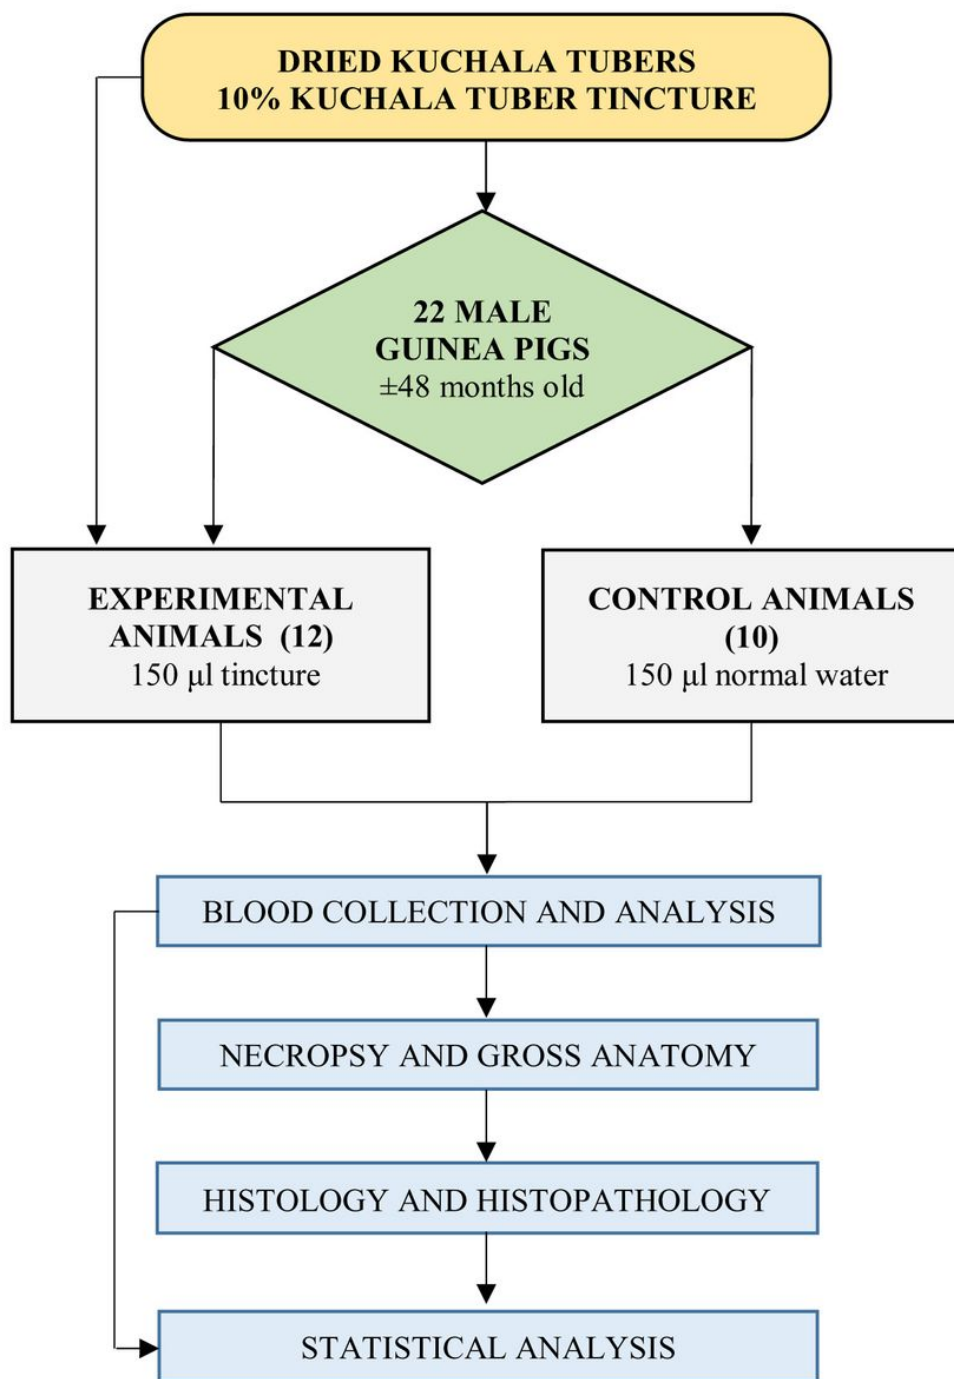 DRIED KUCHALA TUBERS
10% KUCHALA TUBER TINCTURE
22 MALE
GUINEA PIGS
±48 months old
EXPERIMENTAL
ANIMALS (12)
150 µl tincture
CONTROL ANIMALS
(10)
150 µl normal water
BLOOD COLLECTION AND ANALYSIS
NECROPSY AND GROSS ANATOMY
HISTOLOGY AND HISTOPATHOLOGY
STATISTICAL ANALYSIS